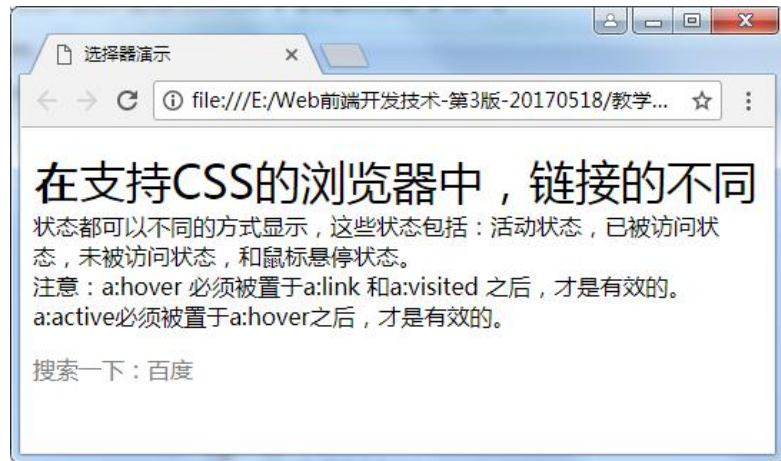 选择器演示
file:///E:/Web前端开发技术-第3版-20170518/教学...
在支持CSS的浏览器中，链接的不同
状态都可以不同的方式显示，这些状态包括：活动状态，已被访问状
态，未被访问状态，和鼠标悬停状态。
注意：a:hover 必须被置于a:link 和a:visited 之后，才是有效的。
a:active必须被置于a:hover之后，才是有效的。
搜索一下：百度